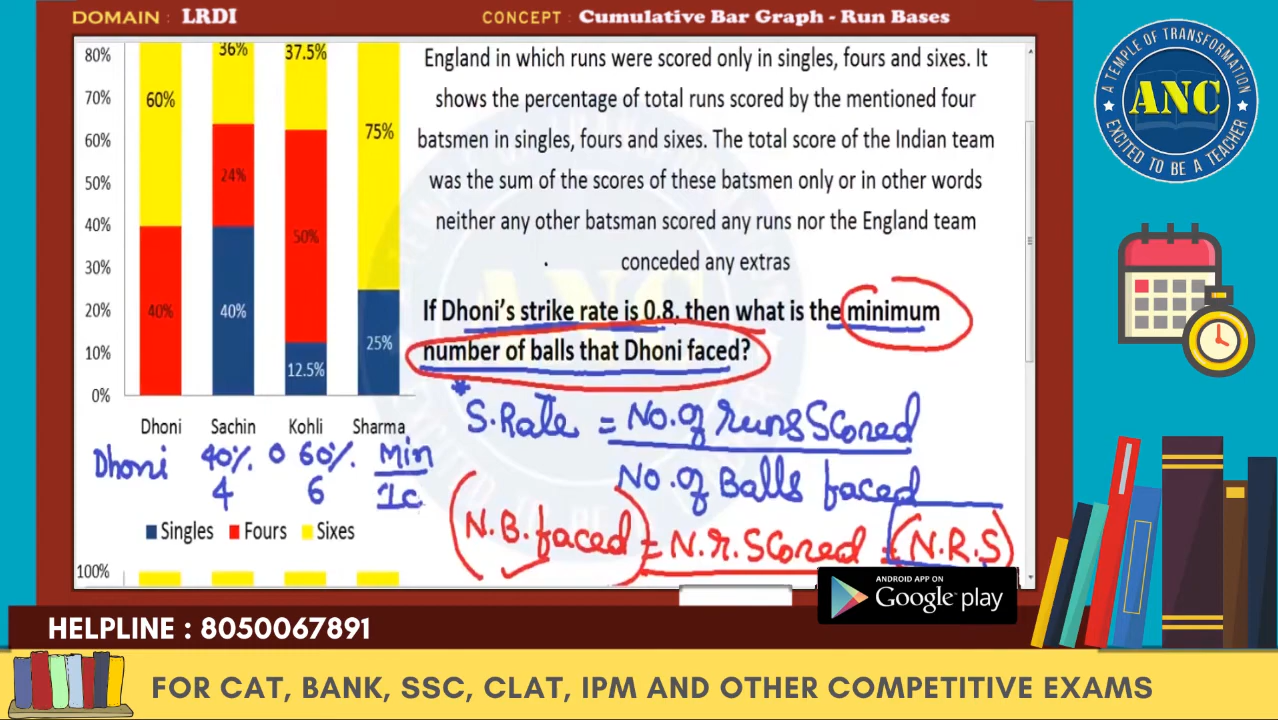 DOMAIN : LRDI
CONCEPT : Cumulative Bar Graph - Run Bases
80%
70%
60%
50%
40%
30%
20%
10%
0%
60%
40%
36%
24%
40%
37.5%
50%
12.5%
75%
25%
Dhoni Sachin Kohli Sharma
Dhoni 40% 0 60% Min
4 6 1c
Singles Fours Sixes
100%
England in which runs were scored only in singles, fours and sixes. It
shows the percentage of total runs scored by the mentioned four
batsmen in singles, fours and sixes. The total score of the Indian team
was the sum of the scores of these batsmen only or in other words
neither any other batsman scored any runs nor the England team
conceded any extras
If Dhoni's strike rate is 0.8, then what is the minimum
number of balls that Dhoni faced?
* S.Rate = No.of runs Scored
No.of Balls faced
(N.B.faced) = N.r.Scored = (N.R.S)
A TEMPLE OF TRANSFORMATION
ANC
EXCITED TO BE A TEACHER
ANDROID APP ON
Google play
HELPLINE : 8050067891
FOR CAT, BANK, SSC, CLAT, IPM AND OTHER COMPETITIVE EXAMS